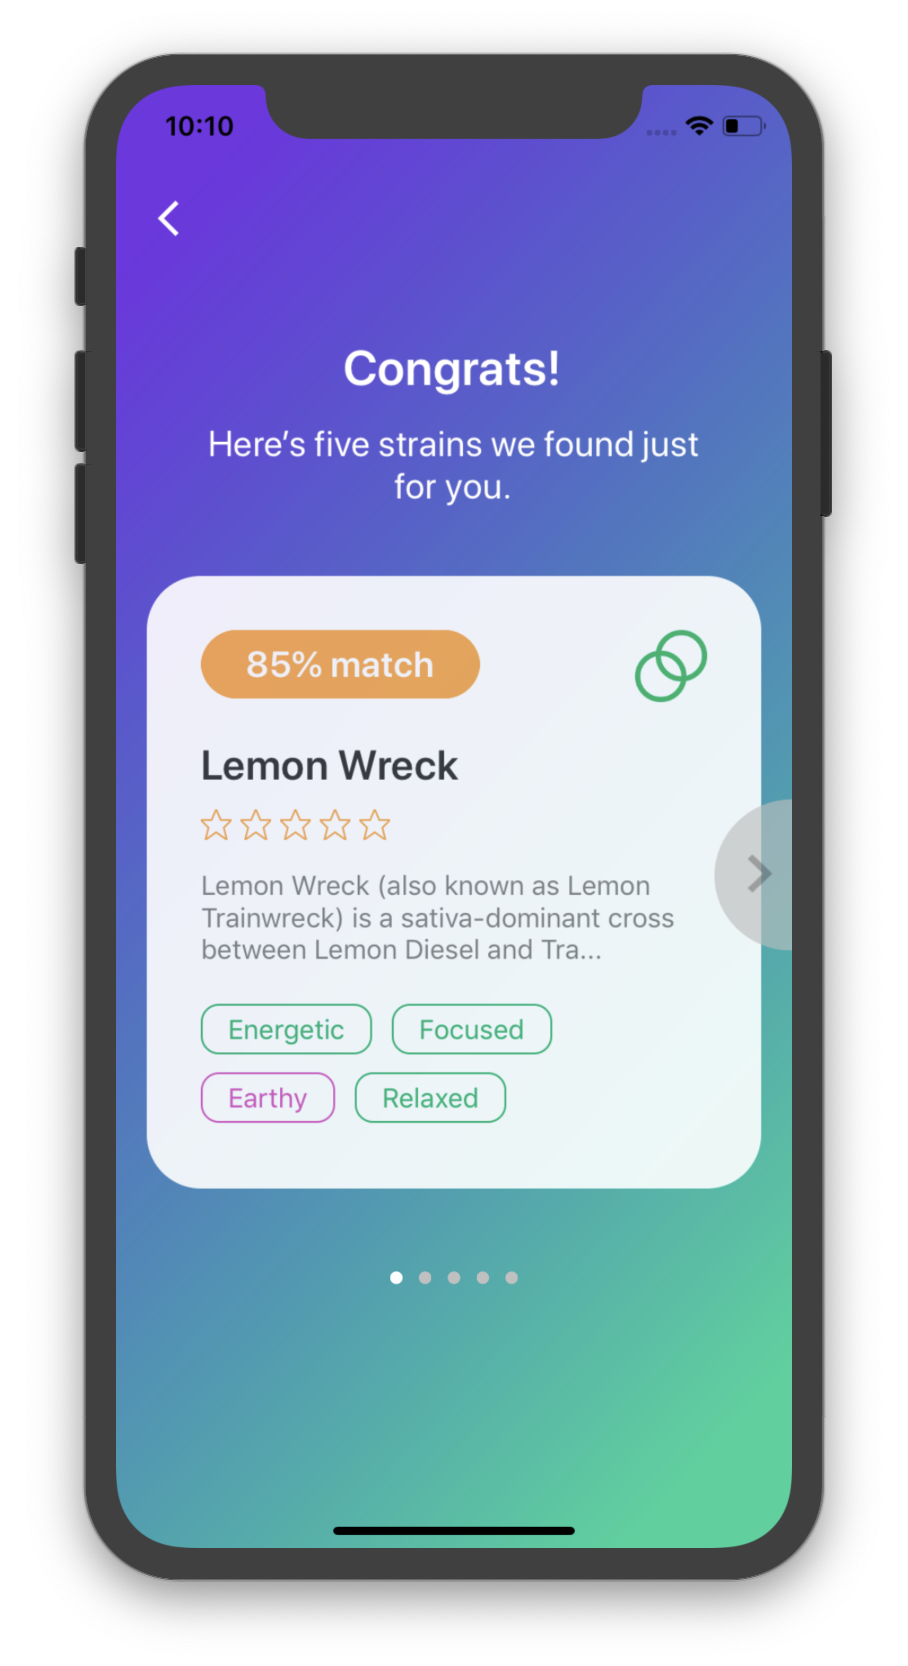 10:10
Congrats!
Here’s five strains we found just
for you.
85% match
Lemon Wreck
Lemon Wreck (also known as Lemon
Trainwreck) is a sativa-dominant cross
between Lemon Diesel and Tra...
Energetic Focused
Earthy Relaxed